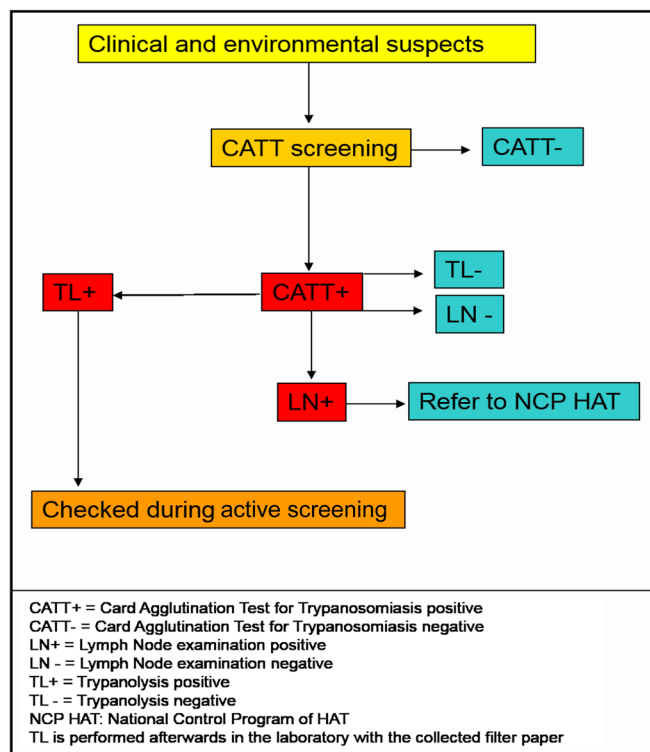 Clinical and environmental suspects
CATT screening
CATT-
TL-
TL+
CATT+
LN -
LN+
Refer to NCP HAT
Checked during active screening
CATT+ = Card Agglutination Test for Trypanosomiasis positive
CATT- = Card Agglutination Test for Trypanosomiasis negative
LN+ = Lymph Node examination positive
LN - = Lymph Node examination negative
TL+ = Trypanolysis positive
TL - = Trypanolysis negative
NCP HAT: National Control Program of HAT
TL is performed afterwards in the laboratory with the collected filter paper